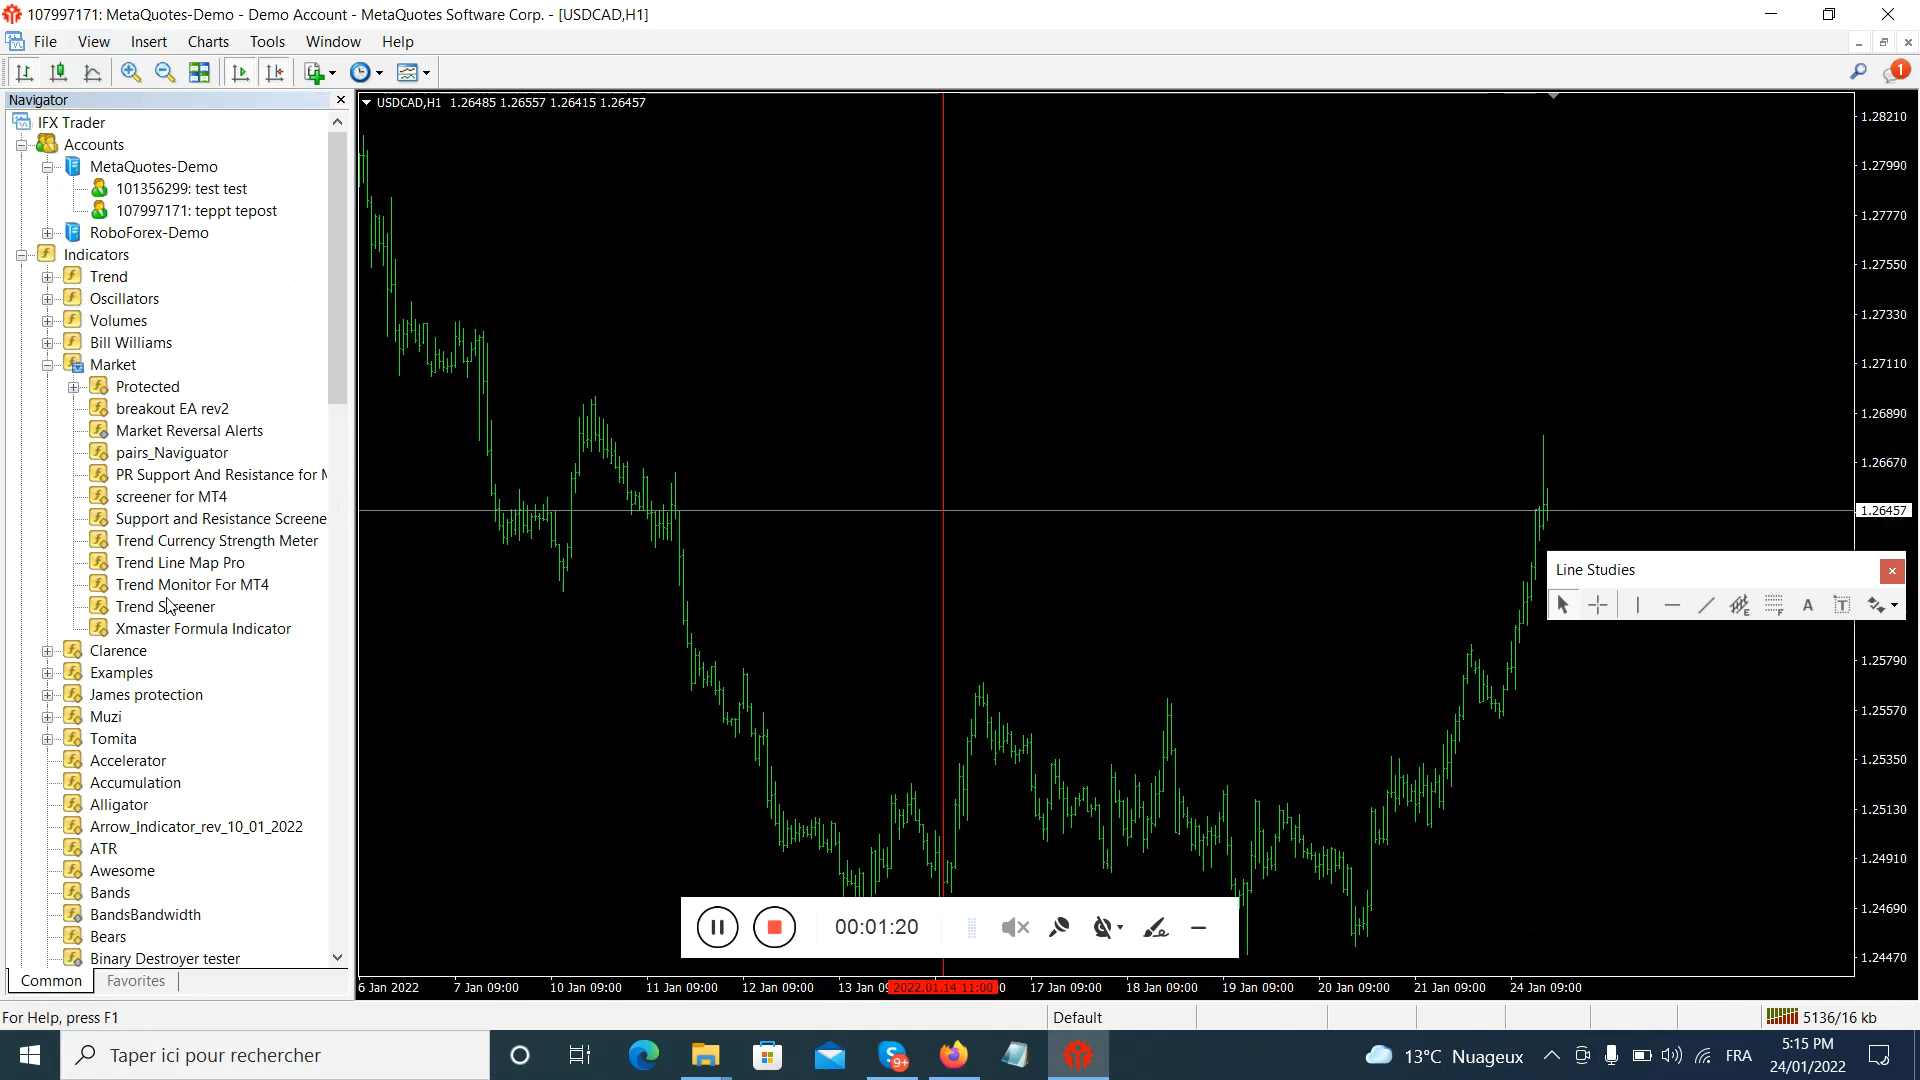 107997171: MetaQuotes-Demo - Demo Account - MetaQuotes Software Corp. - [USDCAD,H1]
File View Insert Charts Tools Window Help
1
Navigator
IFX Trader
Accounts
MetaQuotes-Demo
101356299: test test
107997171: teppt tepost
RoboForex-Demo
Indicators
Trend
Oscillators
Volumes
Bill Williams
Market
Protected
breakout EA rev2
Market Reversal Alerts
pairs_Naviguator
PR Support And Resistance for M
screener for MT4
Support and Resistance Screene
Trend Currency Strength Meter
Trend Line Map Pro
Trend Monitor For MT4
Trend Screener
Xmaster Formula Indicator
Clarence
Examples
James protection
Muzi
Tomita
Accelerator
Accumulation
Alligator
Arrow_Indicator_rev_10_01_2022
ATR
Awesome
Bands
BandsBandwidth
Bears
Binary Destroyer tester
Common Favorites
USDCAD,H1 1.26485 1.26557 1.26415 1.26457
1.28210
1.27990
1.27770
1.27550
1.27330
1.27110
1.26890
1.26670
1.26457
Line Studies
A T
1.25790
1.25570
1.25350
1.25130
1.24910
1.24690
1.24470
00:01:20
6 Jan 2022 7 Jan 09:00 10 Jan 09:00 11 Jan 09:00 12 Jan 09:00 13 Jan 09 2022.01.14 11:00 0 17 Jan 09:00 18 Jan 09:00 19 Jan 09:00 20 Jan 09:00 21 Jan 09:00 24 Jan 09:00
For Help, press F1
Default
5136/16 kb
Taper ici pour rechercher
9+
13°C Nuageux
FRA
5:15 PM
24/01/2022